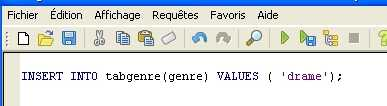 Fichier Édition Affichage Requêtes Favoris Aide
INSERT INTO tabgenre(genre) VALUES ( 'drame');